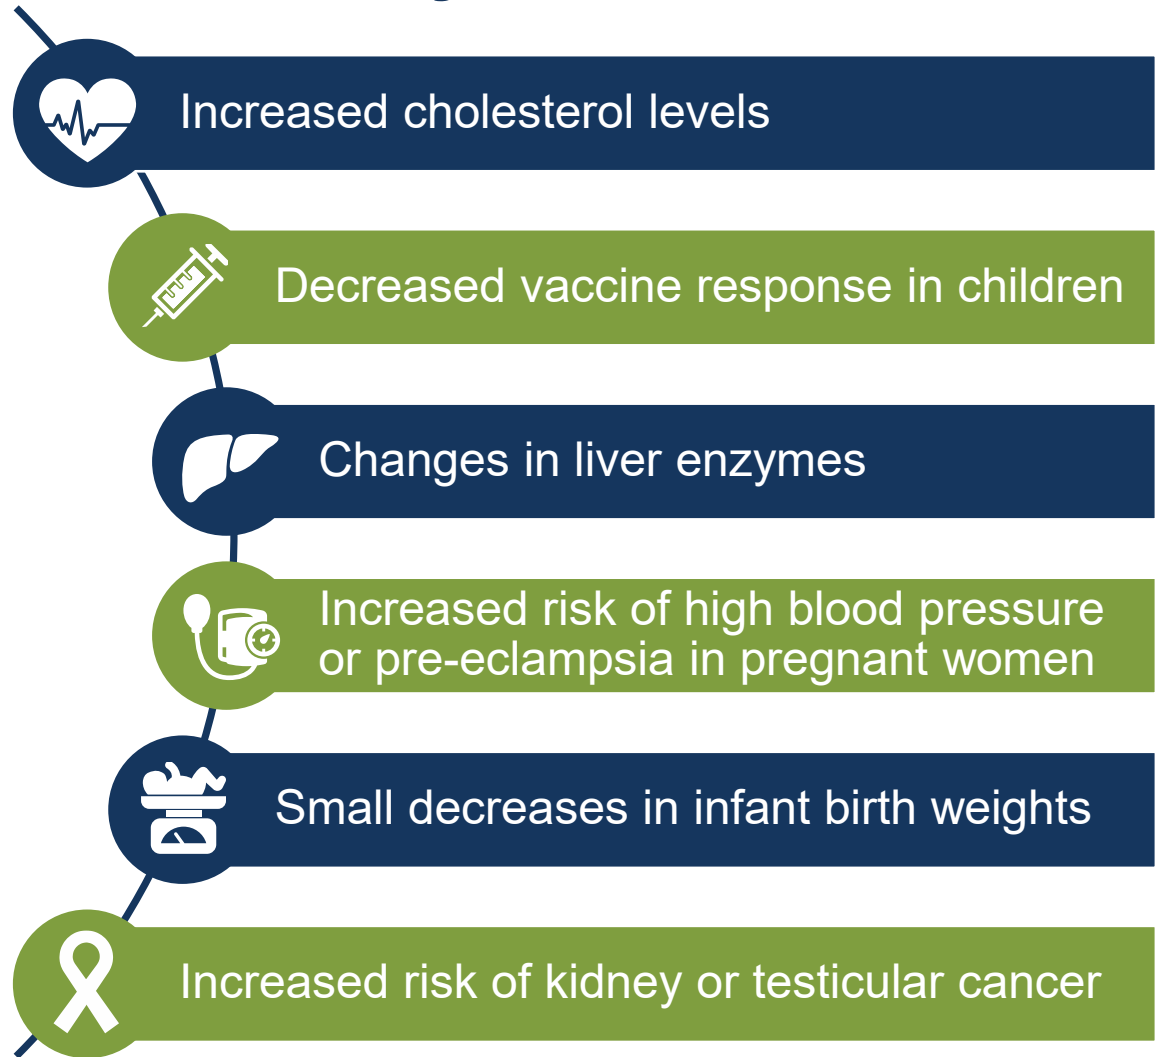 Increased cholesterol levels
Decreased vaccine response in children
Changes in liver enzymes
Increased risk of high blood pressure
or pre-eclampsia in pregnant women
Small decreases in infant birth weights
Increased risk of kidney or testicular cancer